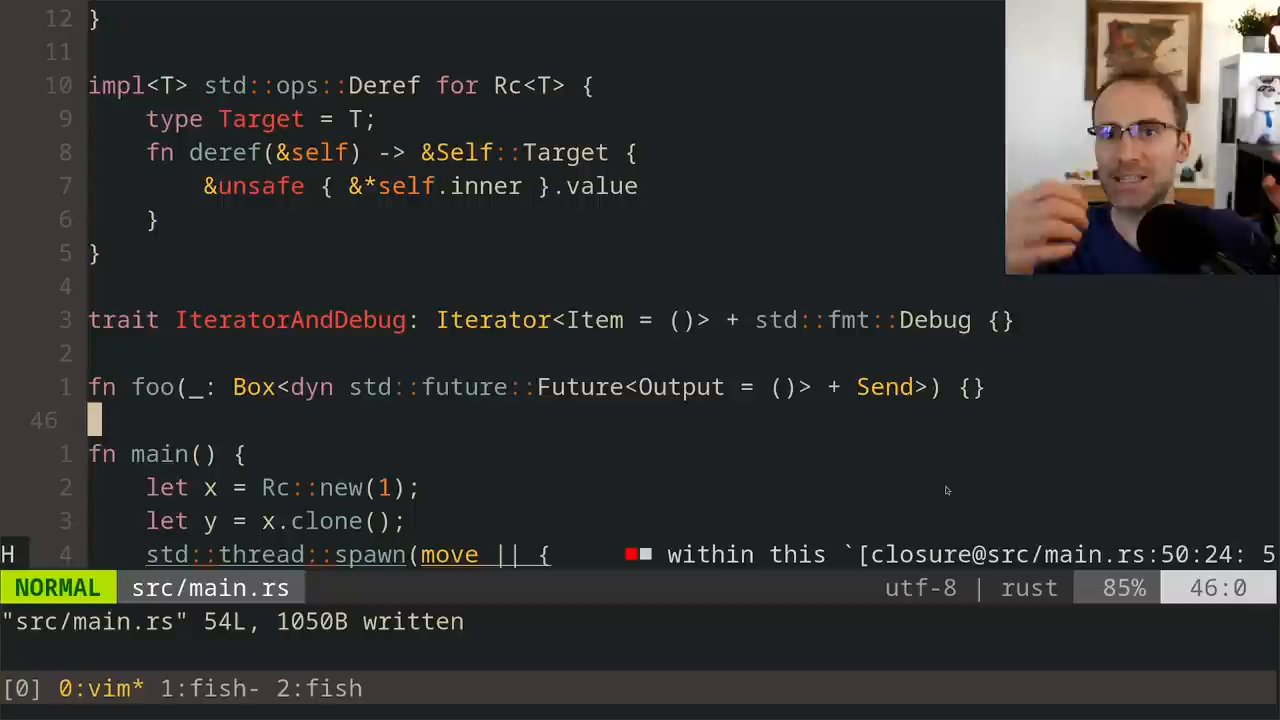 12 }
11
10 impl<T> std::ops::Deref for Rc<T> {
9     type Target = T;
8     fn deref(&self) -> &Self::Target {
7         &unsafe { &*self.inner }.value
6     }
5 }
4
3 trait IteratorAndDebug: Iterator<Item = ()> + std::fmt::Debug {}
2
1 fn foo(_: Box<dyn std::future::Future<Output = ()> + Send>) {}
46
1 fn main() {
2     let x = Rc::new(1);
3     let y = x.clone();
H 4     std::thread::spawn(move || {     within this `[closure@src/main.rs:50:24: 5
NORMAL src/main.rs utf-8 | rust 85% 46:0
"src/main.rs" 54L, 1050B written
[0] 0:vim* 1:fish- 2:fish